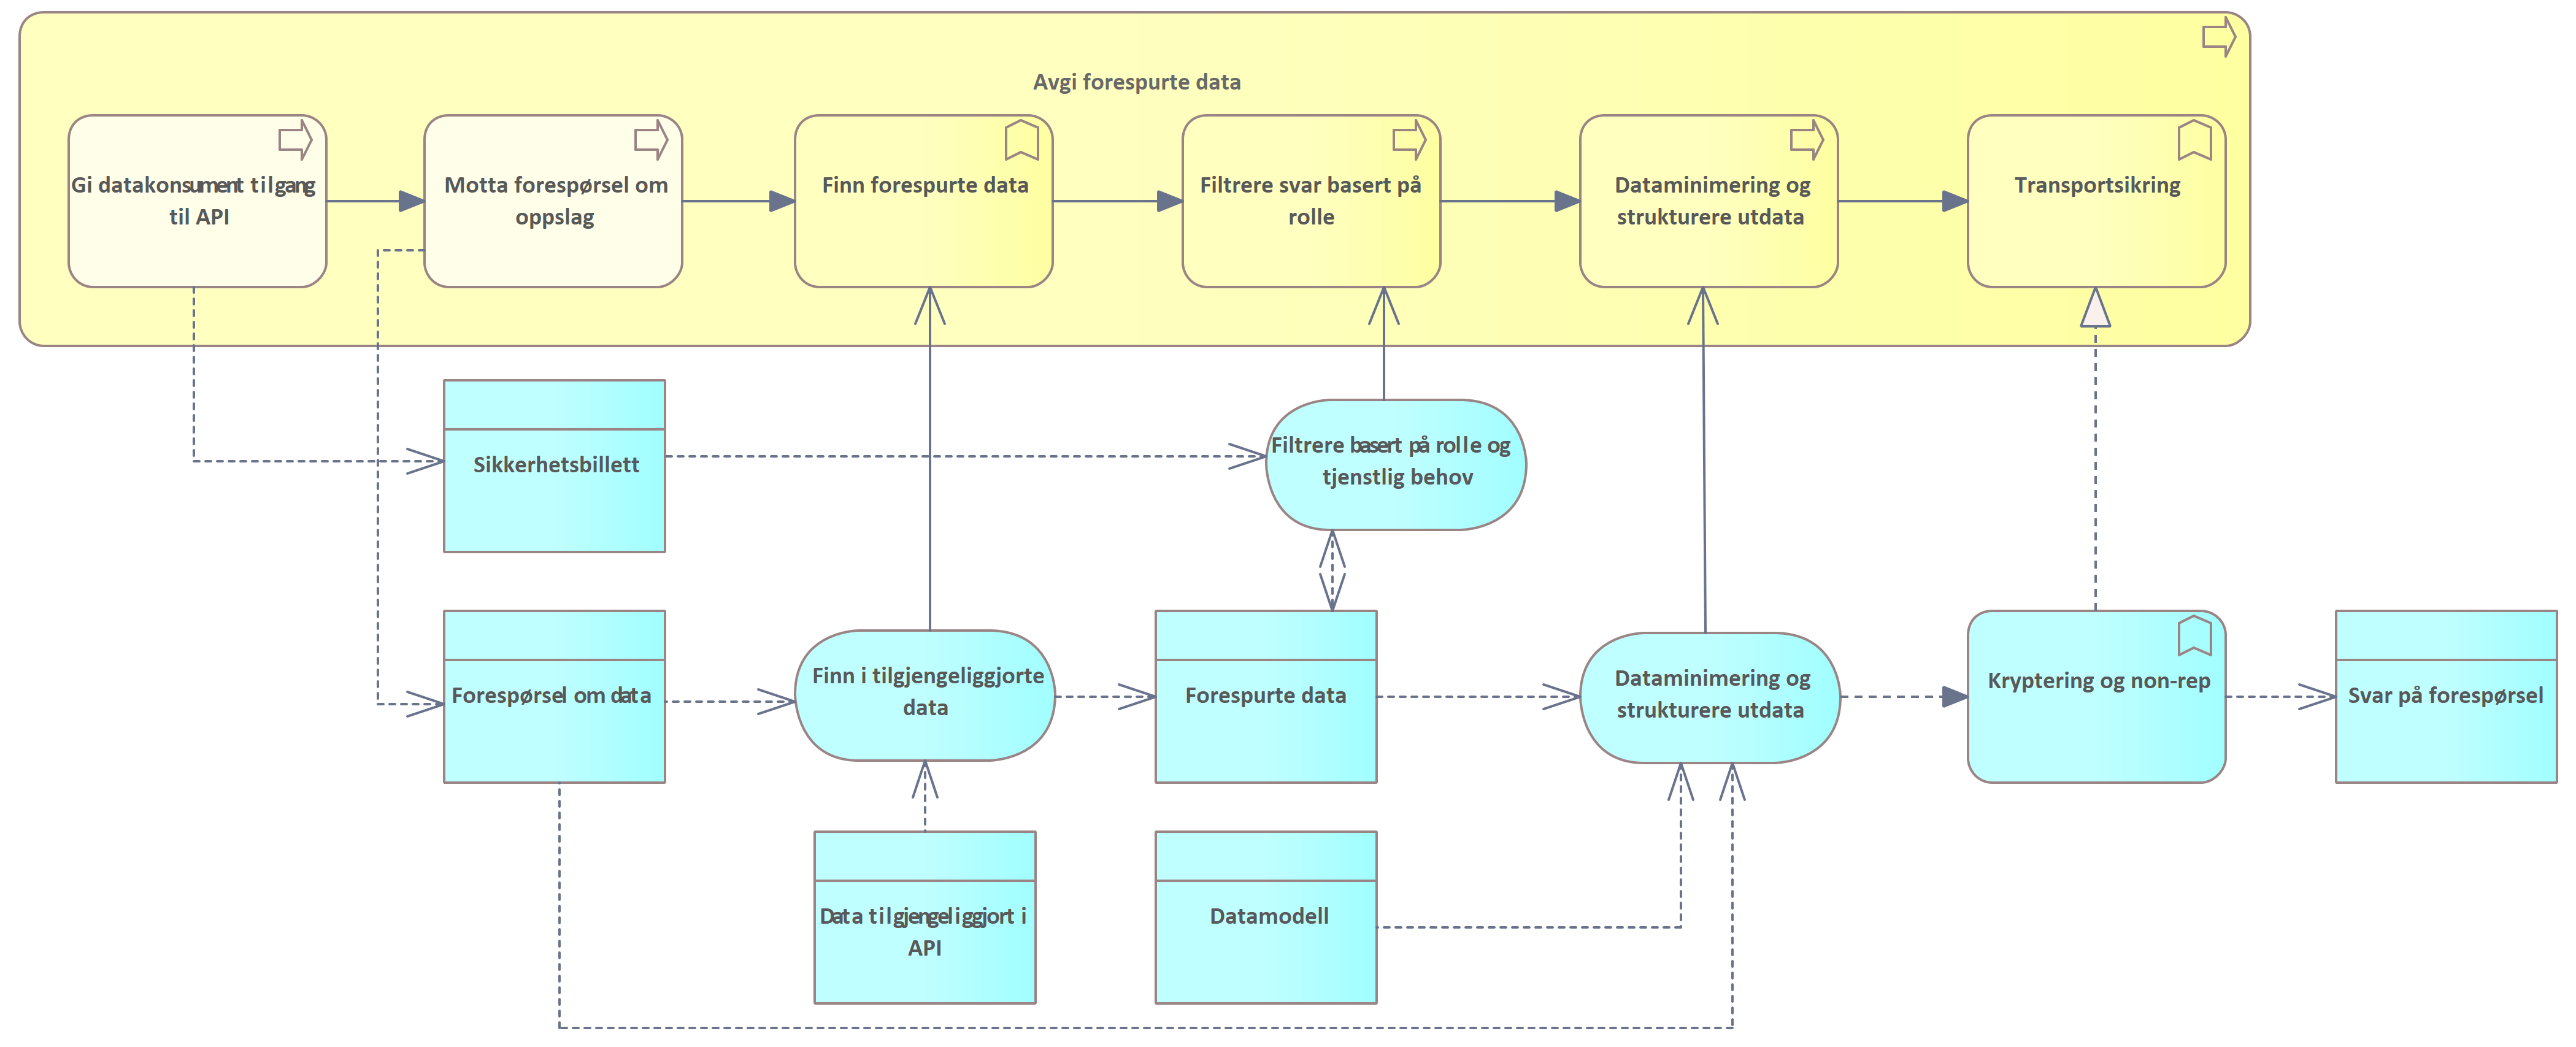 Avgi forespurte data
Gi datakonsument tilgang
til API
Motta forespørsel om
oppslag
Finn forespurte data
Filtrere svar basert på
rolle
Dataminimering og
strukturere utdata
Transportsikring
Sikkerhetsbillett
Filtrere basert på rolle og
tjenstlig behov
Forespørsel om data
Finn i tilgjengeliggjorte
data
Forespurte data
Dataminimering og
strukturere utdata
Kryptering og non-rep
Svar på forespørsel
Data tilgjengeliggjort i
API
Datamodell